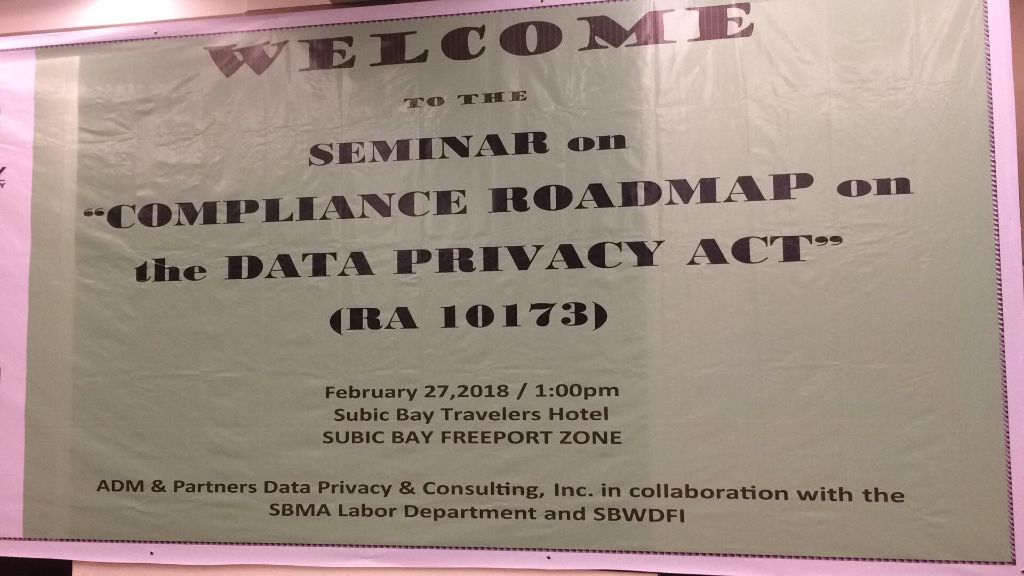 WELCOME
TO THE
SEMINAR on
“COMPLIANCE ROADMAP on
the DATA PRIVACY ACT”
(RA 10173)
February 27,2018 / 1:00pm
Subic Bay Travelers Hotel
SUBIC BAY FREEPORT ZONE
ADM & Partners Data Privacy & Consulting, Inc. in collaboration with the
SBMA Labor Department and SBWDFI